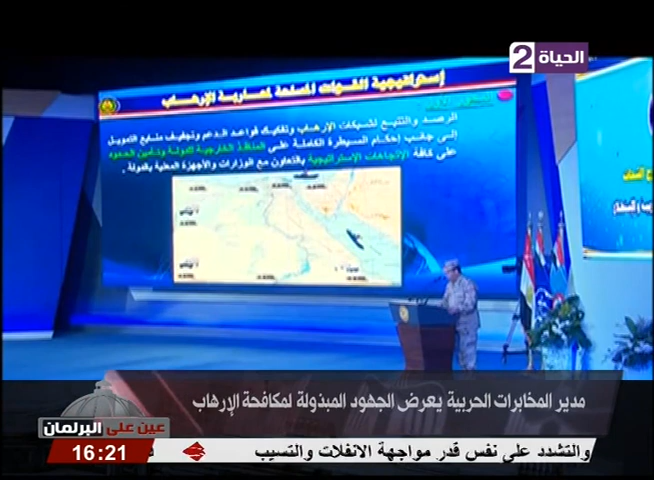 الحياة 2
إستراتيجية القوات المسلحة لمحاربة الإرهاب
الرصد والتتبع لشبكات الإرهاب وتفكيك قواعد الدعم وتجفيف منابع التمويل
إلى جانب إحكام السيطرة الكاملة على المنافذ الخارجية للدولة وتأمين الحدود
على كافة الإتجاهات الإستراتيجية بالتعاون مع الوزارات والأجهزة المعنية بالدولة .
مدير المخابرات الحربية يعرض الجهود المبذولة لمكافحة الإرهاب
عين على البرلمان
والتشدد على نفس قدر مواجهة الانفلات والتسيب
16:21